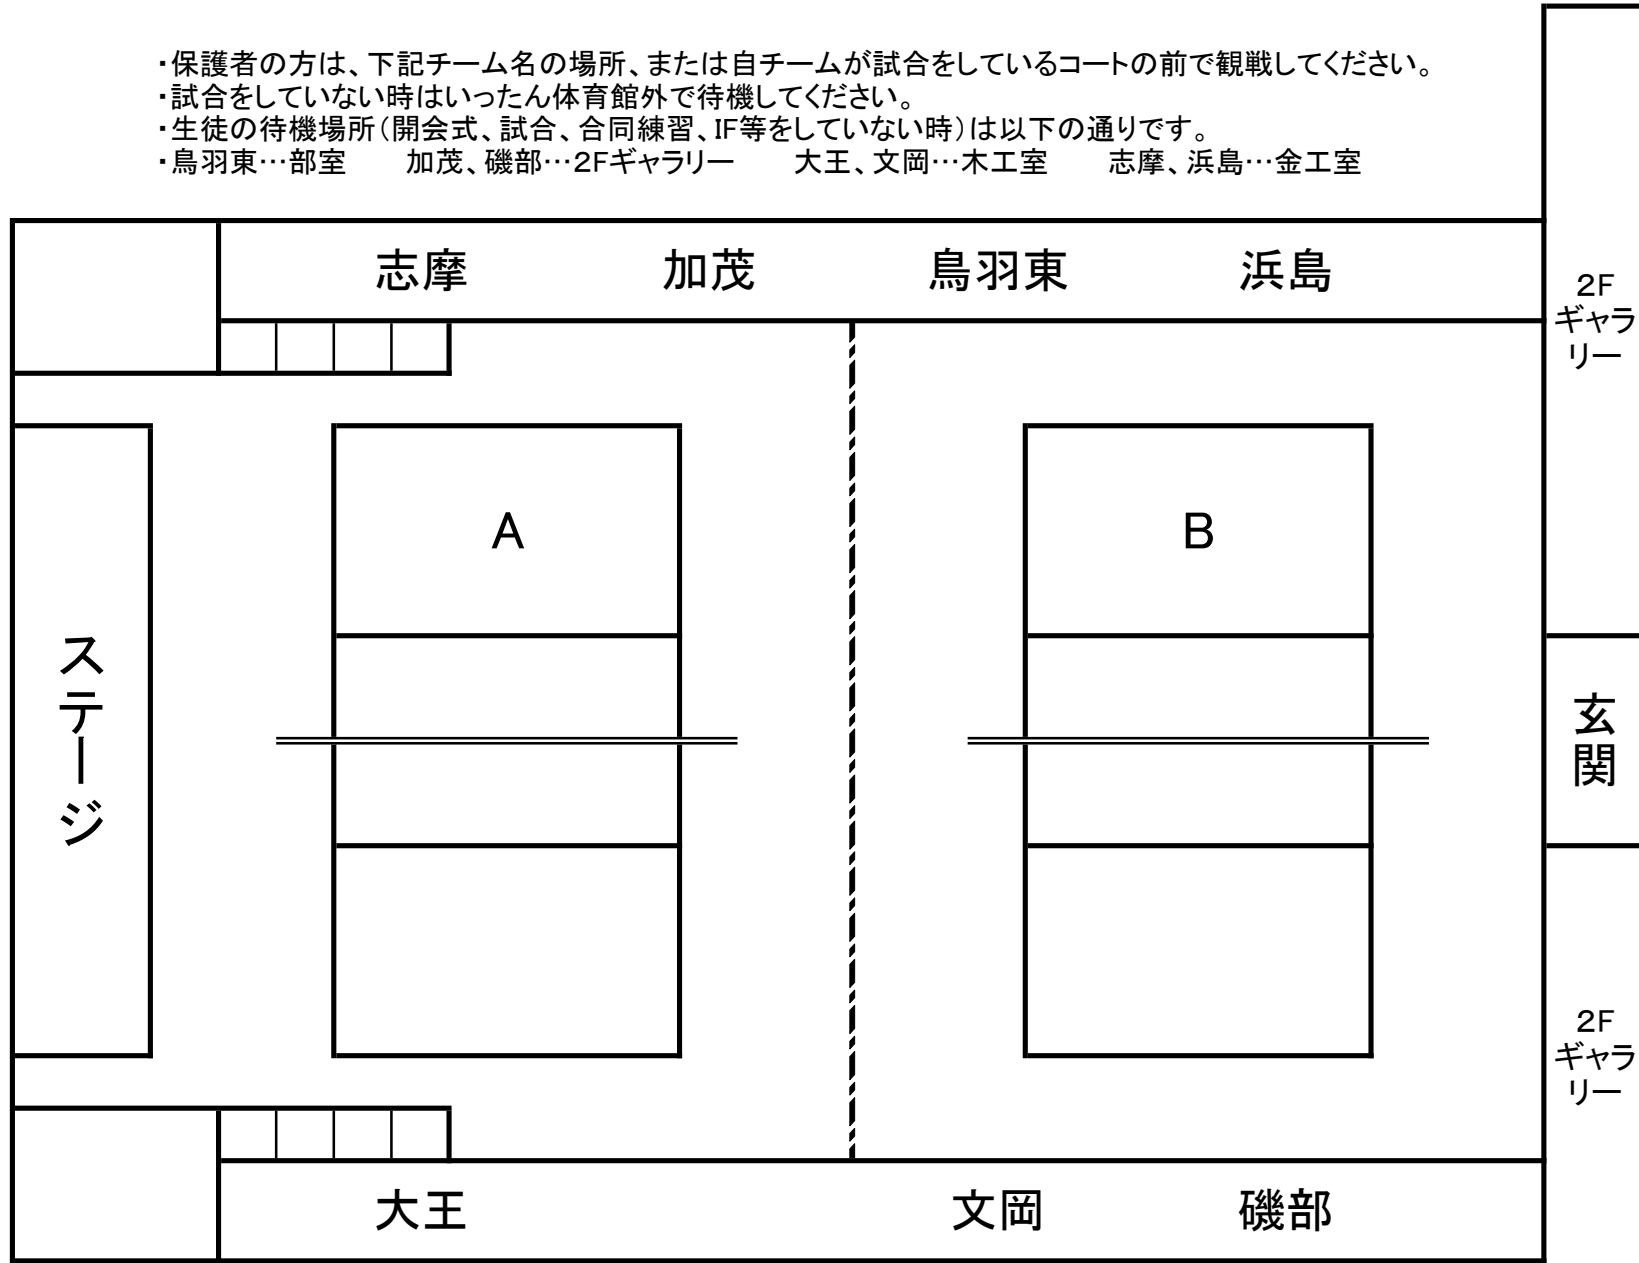 ・保護者の方は、下記チーム名の場所、または自チームが試合をしているコートの前で観戦してください。
・試合をしていない時はいったん体育館外で待機してください。
・生徒の待機場所（開会式、試合、合同練習、IF等をしていない時）は以下の通りです。
・鳥羽東…部室　　加茂、磯部…2Fギャラリー　　大王、文岡…木工室　　志摩、浜島…金工室
志摩　加茂　鳥羽東　浜島
2F
ギャラ
リー
A
B
ステージ
玄関
2F
ギャラ
リー
大王　文岡　磯部